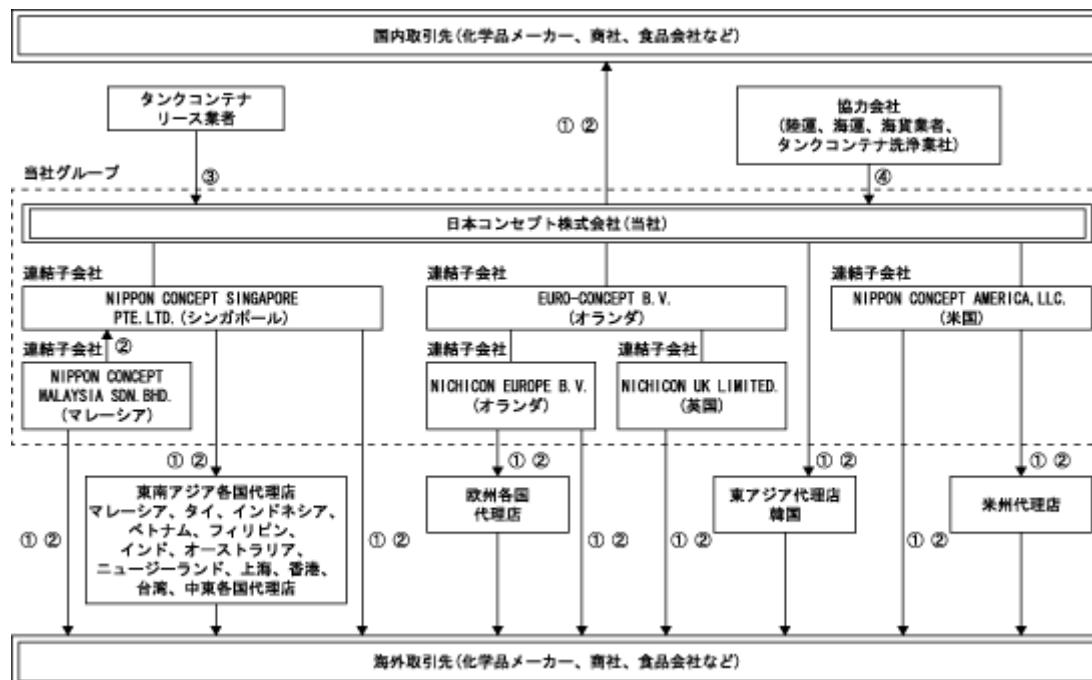 国内取引先(化学品メーカー、商社、食品会社など)
タンクコンテナ
リース業者
① ②
協力会社
(陸運、海運、海貨業者、
タンクコンテナ洗浄業社)
当社グループ
③
④
日本コンセプト株式会社(当社)
連結子会社
NIPPON CONCEPT SINGAPORE
PTE.LTD.(シンガポール)
連結子会社
EURO-CONCEPT B.V.
(オランダ)
連結子会社
NIPPON CONCEPT AMERICA,LLC.
(米国)
連結子会社
②
NIPPON CONCEPT
MALAYSIA SDN.BHD.
(マレーシア)
連結子会社
NICHICON EUROPE B.V.
(オランダ)
連結子会社
NICHICON UK LIMITED.
(英国)
① ②
① ②
① ②
① ②
東南アジア各国代理店
マレーシア、タイ、インドネシア、
ベトナム、フィリピン、
インド、オーストラリア、
ニュージーランド、上海、香港、
台湾、中東各国代理店
欧州各国
代理店
東アジア代理店
韓国
米州代理店
① ②
① ②
① ②
① ②
① ②
海外取引先(化学品メーカー、商社、食品会社など)